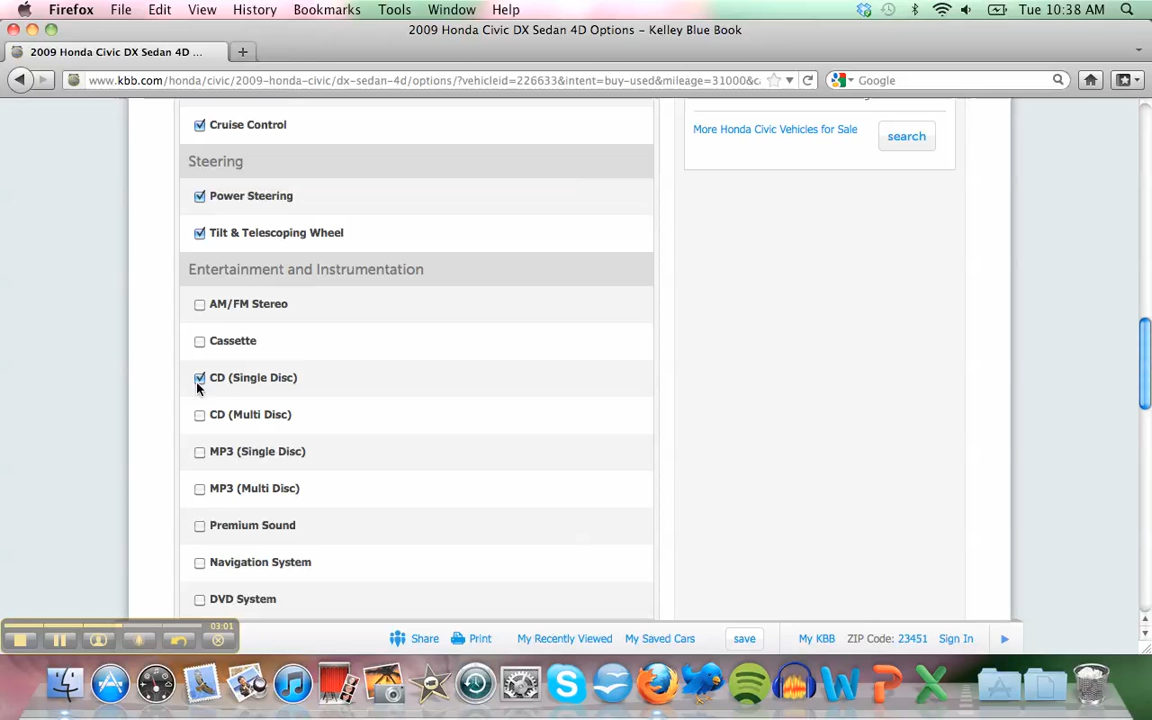 Firefox File Edit View History Bookmarks Tools Window Help Tue 10:38 AM
2009 Honda Civic DX Sedan 4D Options – Kelley Blue Book
2009 Honda Civic DX Sedan 4D ...
www.kbb.com/honda/civic/2009-honda-civic/dx-sedan-4d/options/?vehicleid=226633&intent=buy-used&mileage=31000&c Google
Cruise Control
More Honda Civic Vehicles for Sale search
Steering
Power Steering
Tilt & Telescoping Wheel
Entertainment and Instrumentation
AM/FM Stereo
Cassette
CD (Single Disc)
CD (Multi Disc)
MP3 (Single Disc)
MP3 (Multi Disc)
Premium Sound
Navigation System
DVD System
03:01
Share Print My Recently Viewed My Saved Cars save My KBB ZIP Code: 23451 Sign In